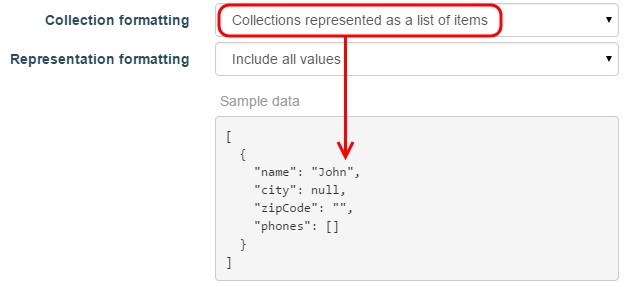 Collection formatting Collections represented as a list of items
Representation formatting Include all values
Sample data
[
  {
    "name": "John",
    "city": null,
    "zipCode": "",
    "phones": []
  }
]